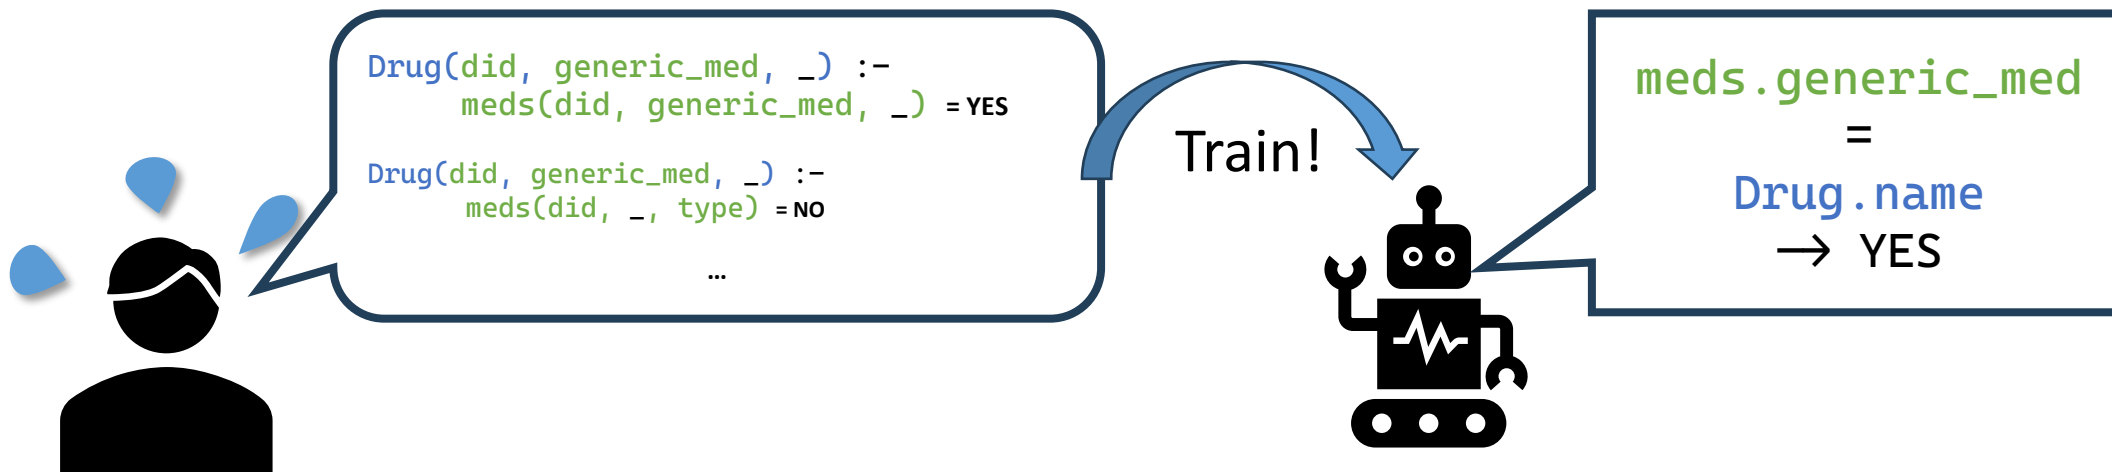 Drug(did, generic_med, _) :-
meds(did, generic_med, _) = YES
Drug(did, generic_med, _) :-
meds(did, _, type) = NO
...
Train!
meds.generic_med
=
Drug.name
→ YES